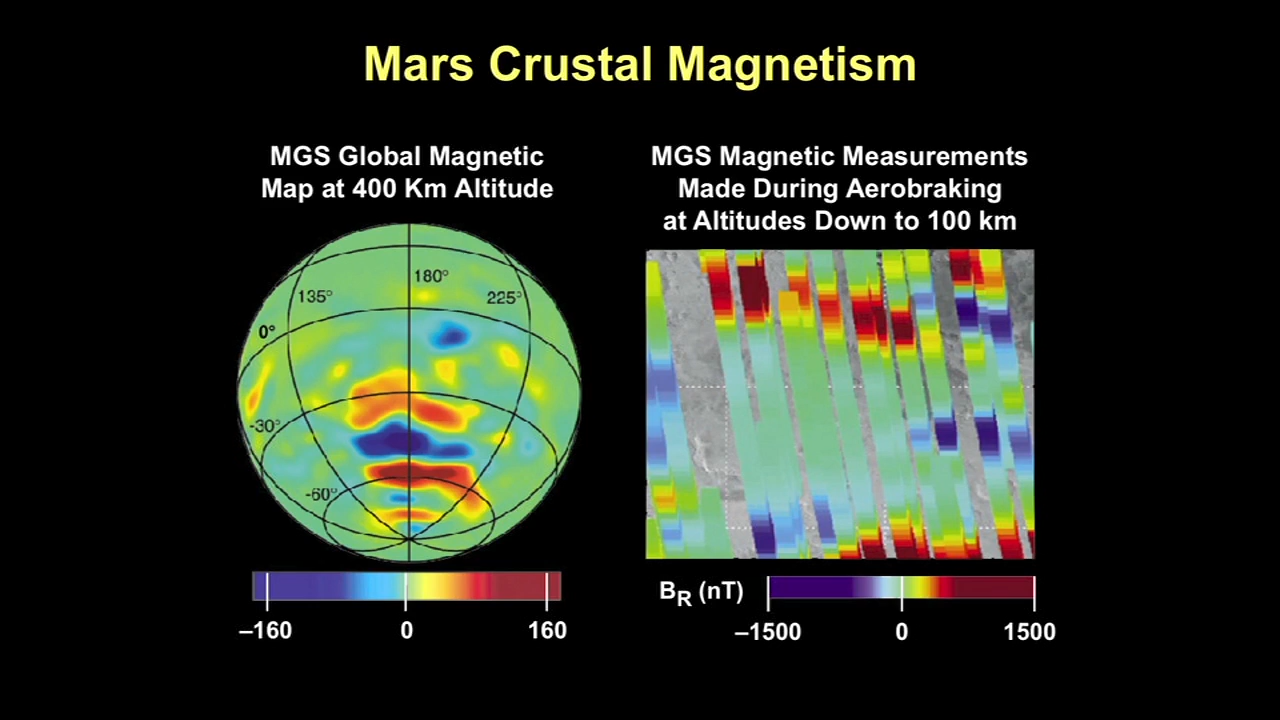 Mars Crustal Magnetism
MGS Global Magnetic
Map at 400 Km Altitude
180°
135°
225°
0°
-30°
-60°
–160
0
160
MGS Magnetic Measurements
Made During Aerobraking
at Altitudes Down to 100 km
BR (nT)
–1500
0
1500